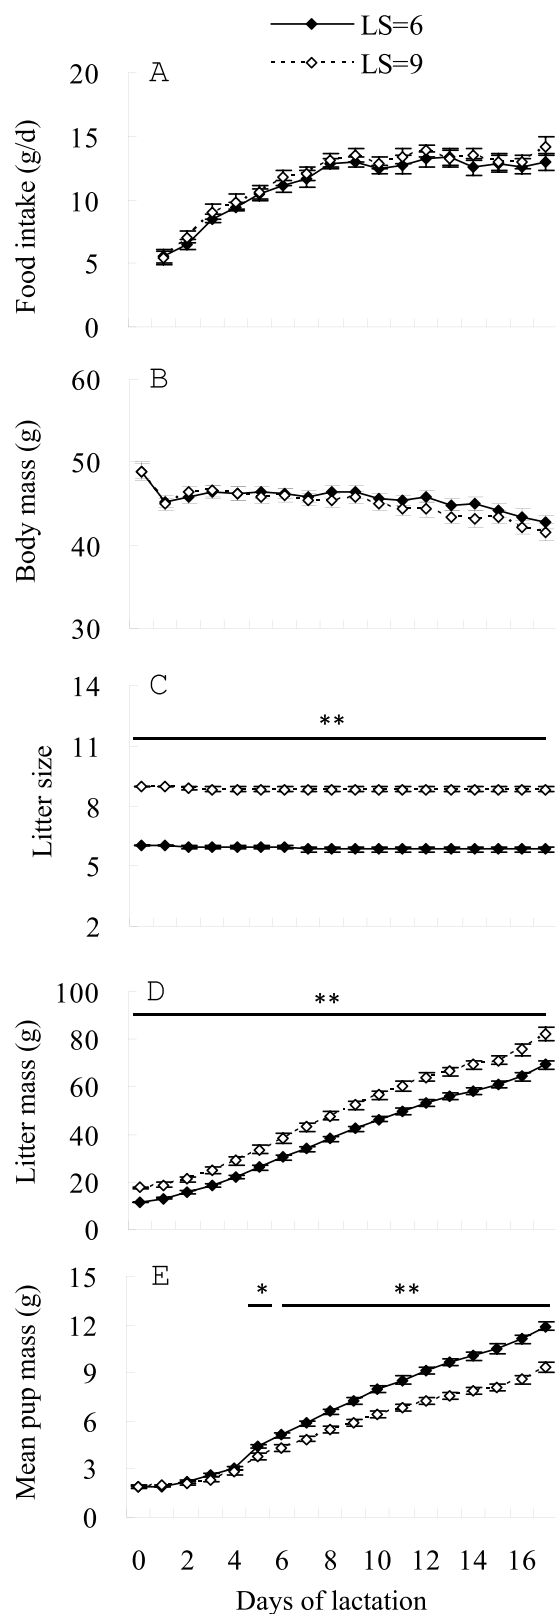 LS=6
LS=9
A
20
15
10
5
0
Food intake (g/d)
B
60
50
40
30
Body mass (g)
C
14
11
8
5
2
Litter size
**
D
100
80
60
40
20
0
Litter mass (g)
**
E
15
12
9
6
3
0
Mean pup mass (g)
* **
0 2 4 6 8 10 12 14 16
Days of lactation